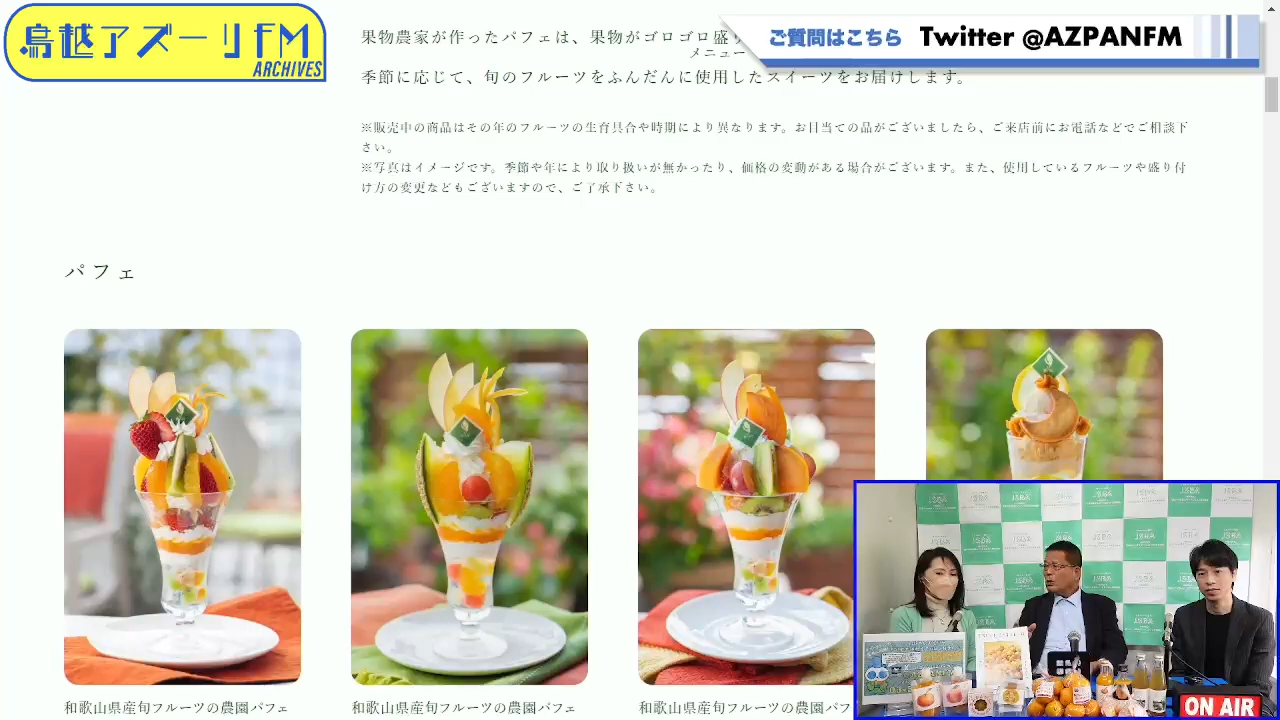 鳥越アズーリFM
ARCHIVES
果物農家が作ったパフェは、果物がゴロゴロ盛り
メニュー
ご質問はこちら Twitter @AZPANFM
季節に応じて、旬のフルーツをふんだんに使用したスイーツをお届けします。
※販売中の商品はその年のフルーツの生育具合や時期により異なります。お目当ての品がございましたら、ご来店前にお電話などでご相談下
さい。
※写真はイメージです。季節や年により取り扱いが無かったり、価格の変動がある場合がございます。また、使用しているフルーツや盛り付
け方の変更などもございますので、ご了承下さい。
パフェ
和歌山県産旬フルーツの農園パフェ
和歌山県産旬フルーツの農園パフェ
和歌山県産旬フルーツの農園パフ
JSBA
ON AIR